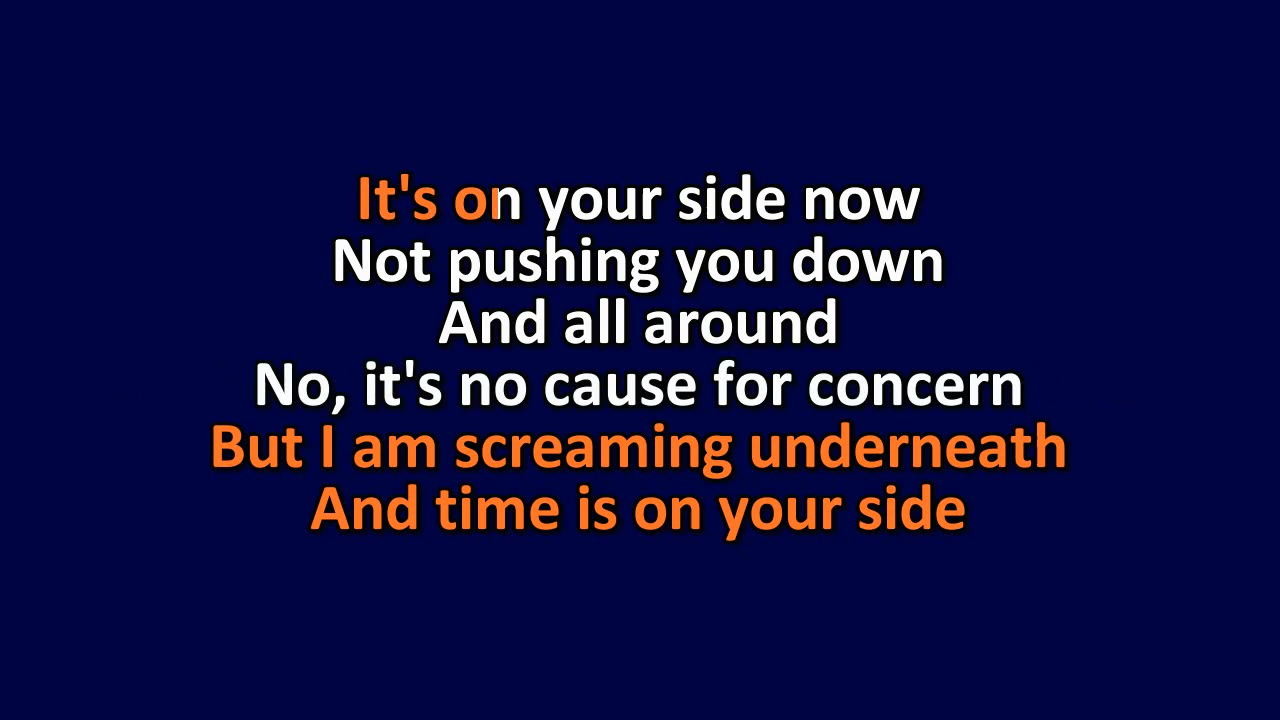 It's on your side now
Not pushing you down
And all around
No, it's no cause for concern
But I am screaming underneath
And time is on your side